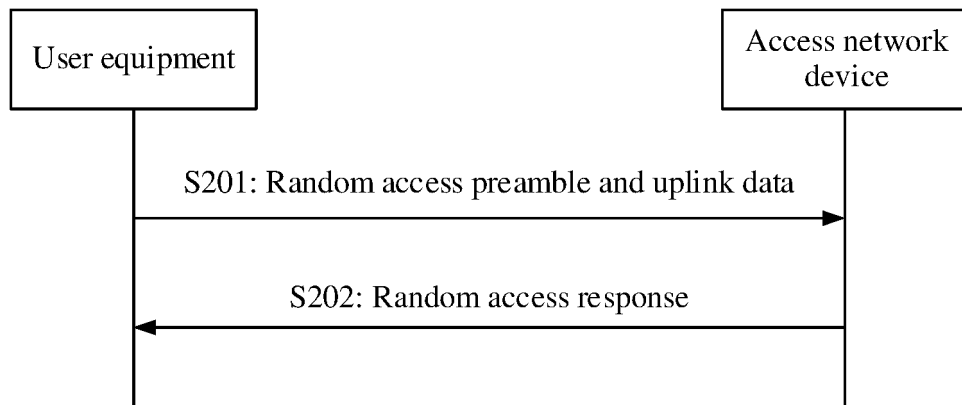 User equipment
Access network
device
S201: Random access preamble and uplink data
S202: Random access response